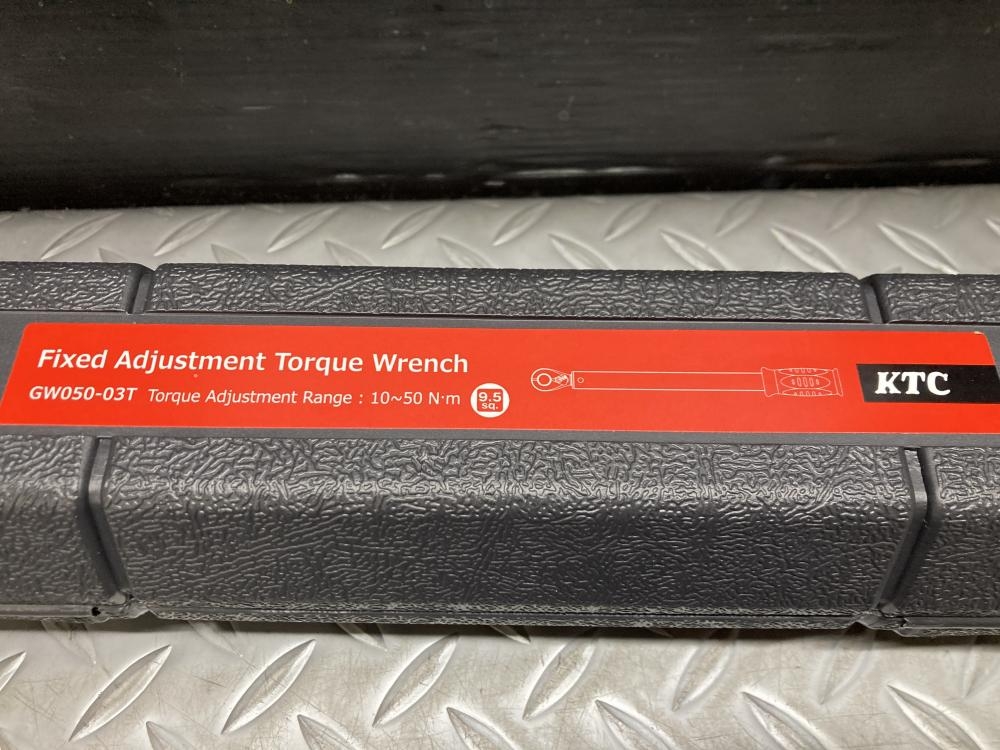 Fixed Adjustment Torque Wrench
GW050-03T Torque Adjustment Range : 10~50 N·m
9.5
sq.
KTC